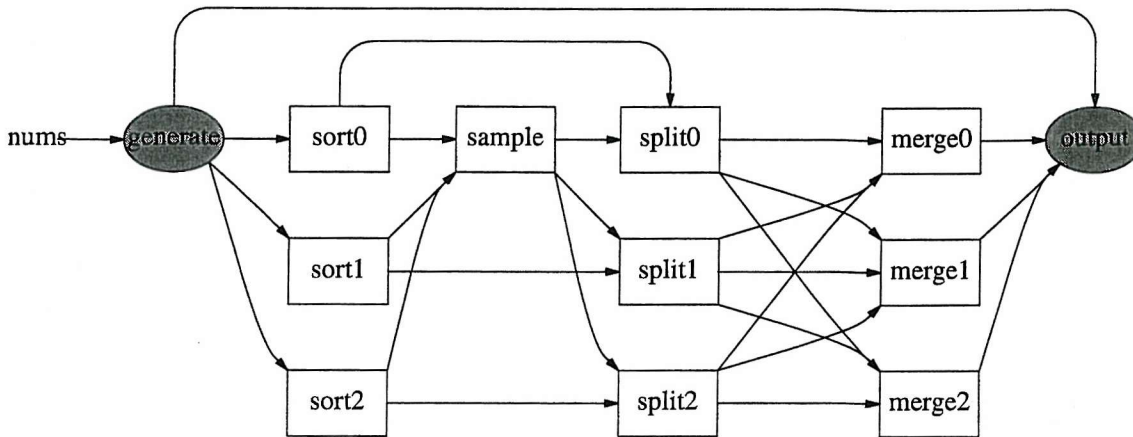 nums generate sort0 sample split0 merge0 output
sort1 split1 merge1
sort2 split2 merge2